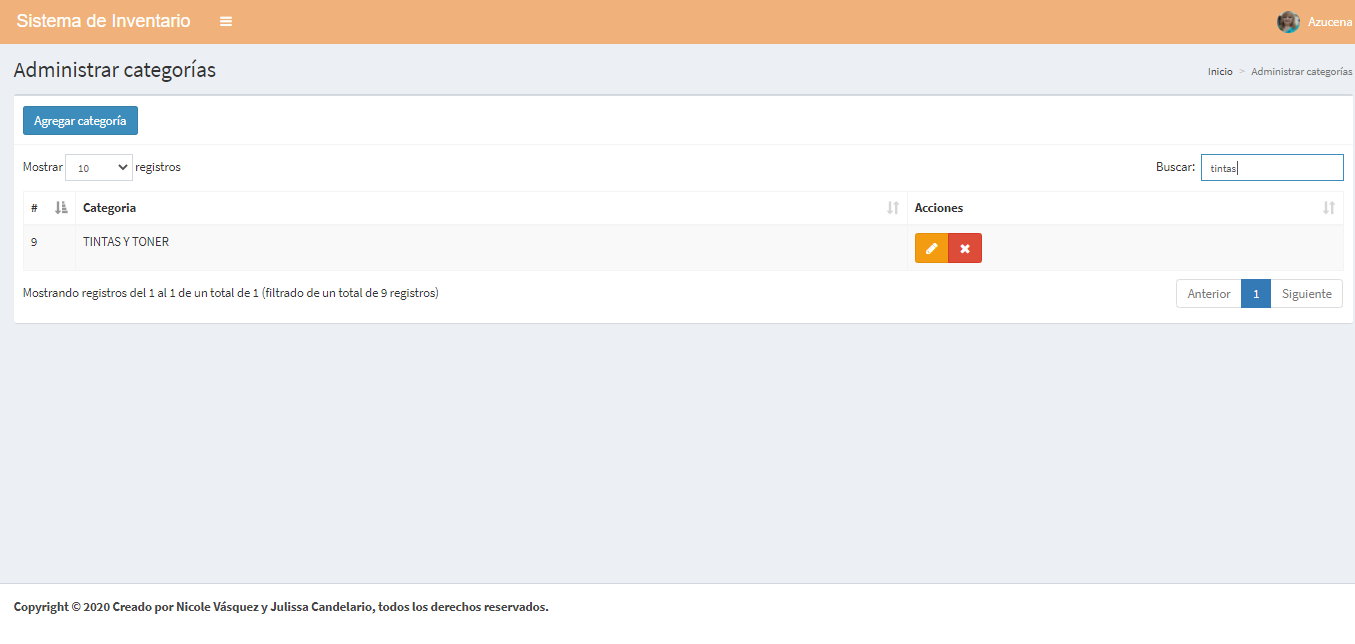 Sistema de Inventario
Azucena
Administrar categorías
Inicio > Administrar categorías
Agregar categoría
Mostrar 10 registros
Buscar: tintas
# Categoria Acciones
9 TINTAS Y TONER
Mostrando registros del 1 al 1 de un total de 1 (filtrado de un total de 9 registros)
Anterior 1 Siguiente
Copyright © 2020 Creado por Nicole Vásquez y Julissa Candelario, todos los derechos reservados.